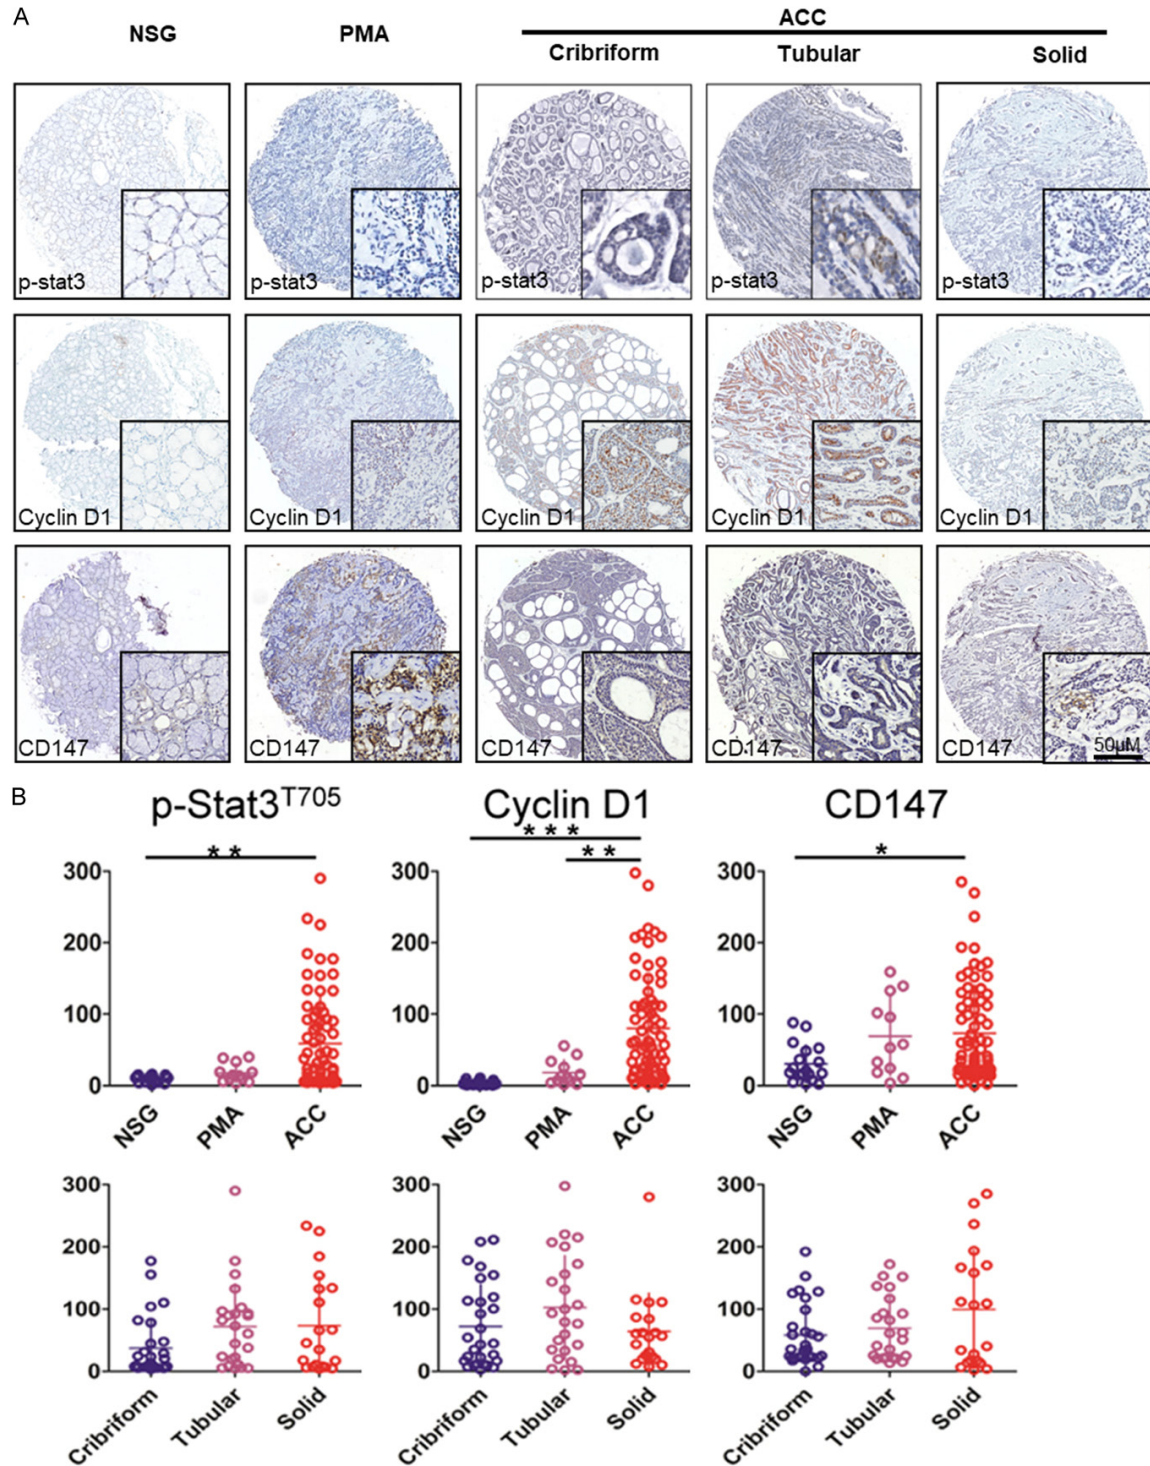 A
NSG PMA ACC
Cribriform Tubular Solid
p-stat3 p-stat3 p-stat3 p-stat3 p-stat3
Cyclin D1 Cyclin D1 Cyclin D1 Cyclin D1 Cyclin D1
CD147 CD147 CD147 CD147 CD147
50μM
B
p-Stat3T705 Cyclin D1 CD147
** *** ** *
300 300 300
200 200 200
100 100 100
0 0 0
NSG PMA ACC NSG PMA ACC NSG PMA ACC
300 300 300
200 200 200
100 100 100
0 0 0
Cribriform Tubular Solid Cribriform Tubular Solid Cribriform Tubular Solid